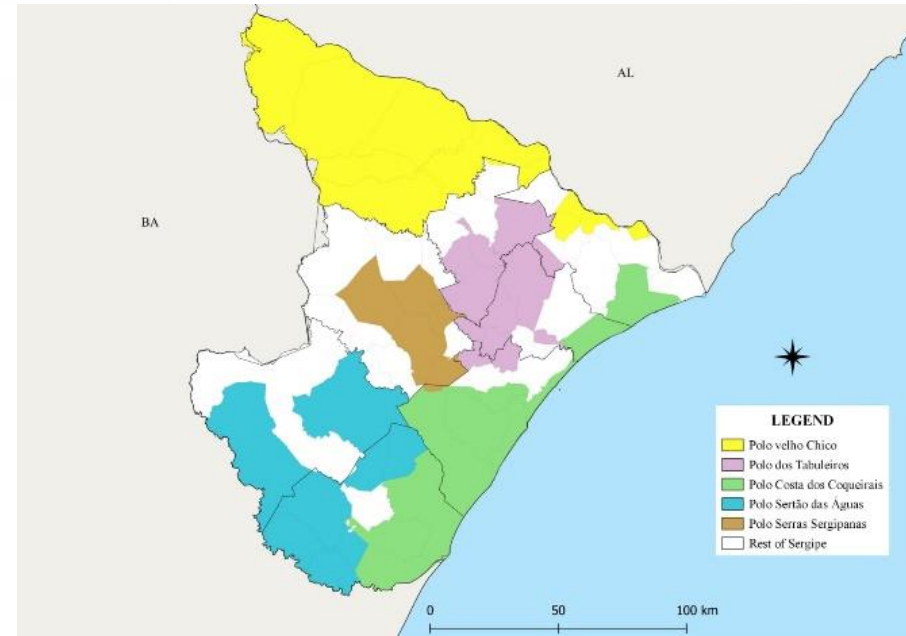 AL
BA
LEGEND
Polo velho Chico
Polo dos Tabuleiros
Polo Costa dos Coqueirais
Polo Sertão das Águas
Polo Serras Sergipanas
Rest of Sergipe
0 50 100 km